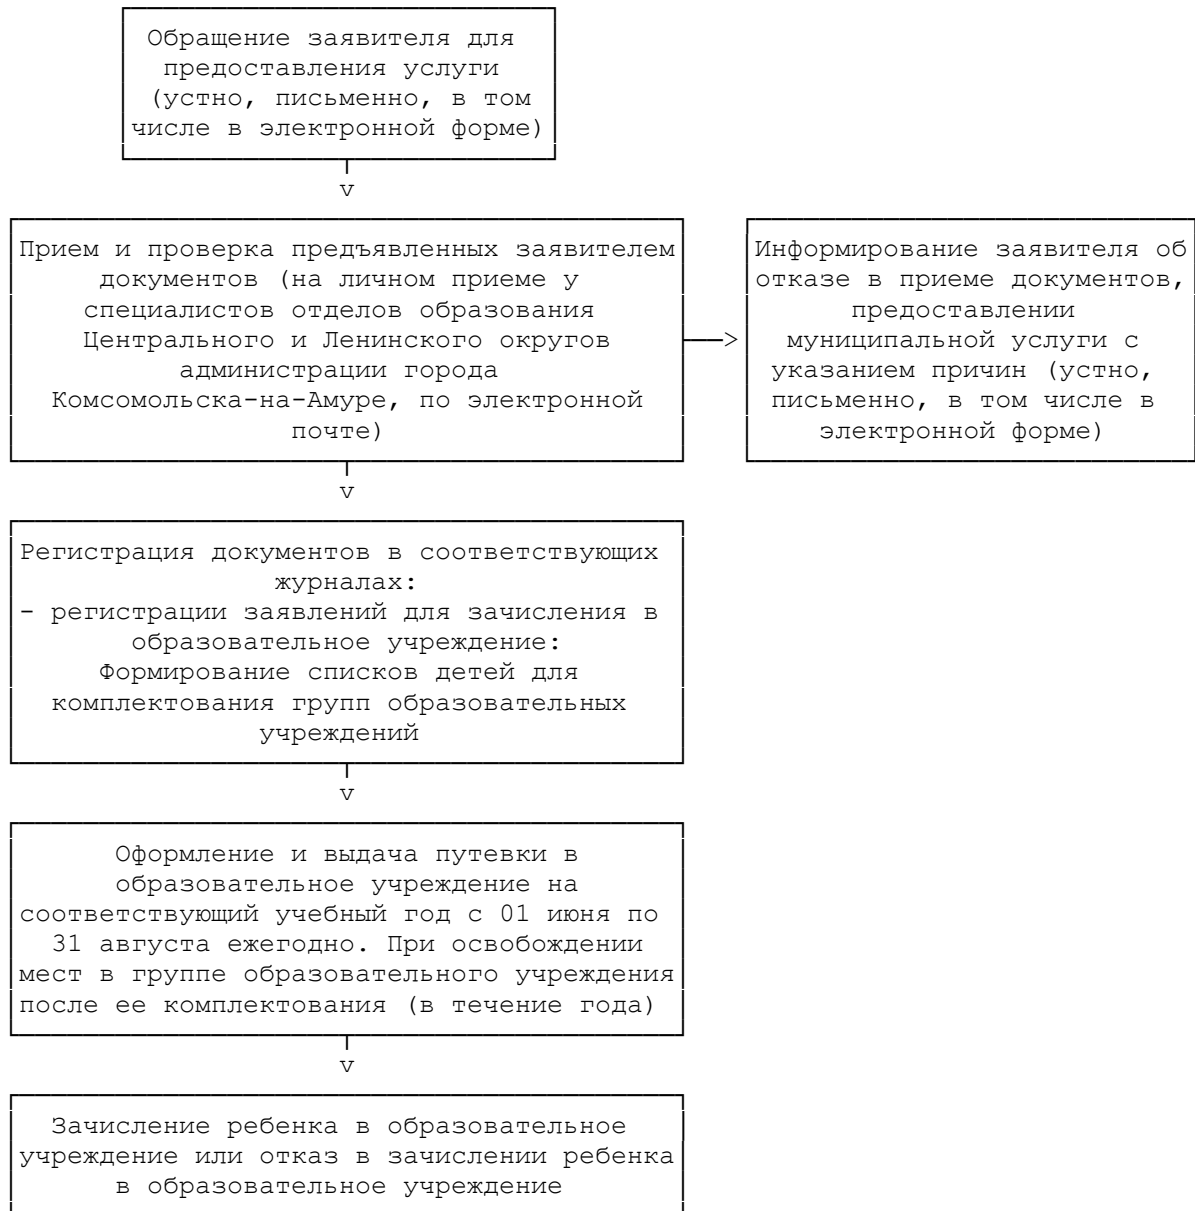 Обращение заявителя для
предоставления услуги
(устно, письменно, в том
числе в электронной форме)
v
Прием и проверка предъявленных заявителем
документов (на личном приеме у
специалистов отделов образования
Центрального и Ленинского округов
администрации города
Комсомольска-на-Амуре, по электронной
почте)
>
Информирование заявителя об
отказе в приеме документов,
предоставлении
муниципальной услуги с
указанием причин (устно,
письменно, в том числе в
электронной форме)
v
Регистрация документов в соответствующих
журналах:
- регистрации заявлений для зачисления в
образовательное учреждение:
Формирование списков детей для
комплектования групп образовательных
учреждений
v
Оформление и выдача путевки в
образовательное учреждение на
соответствующий учебный год с 01 июня по
31 августа ежегодно. При освобождении
мест в группе образовательного учреждения
после ее комплектования (в течение года)
v
Зачисление ребенка в образовательное
учреждение или отказ в зачислении ребенка
в образовательное учреждение